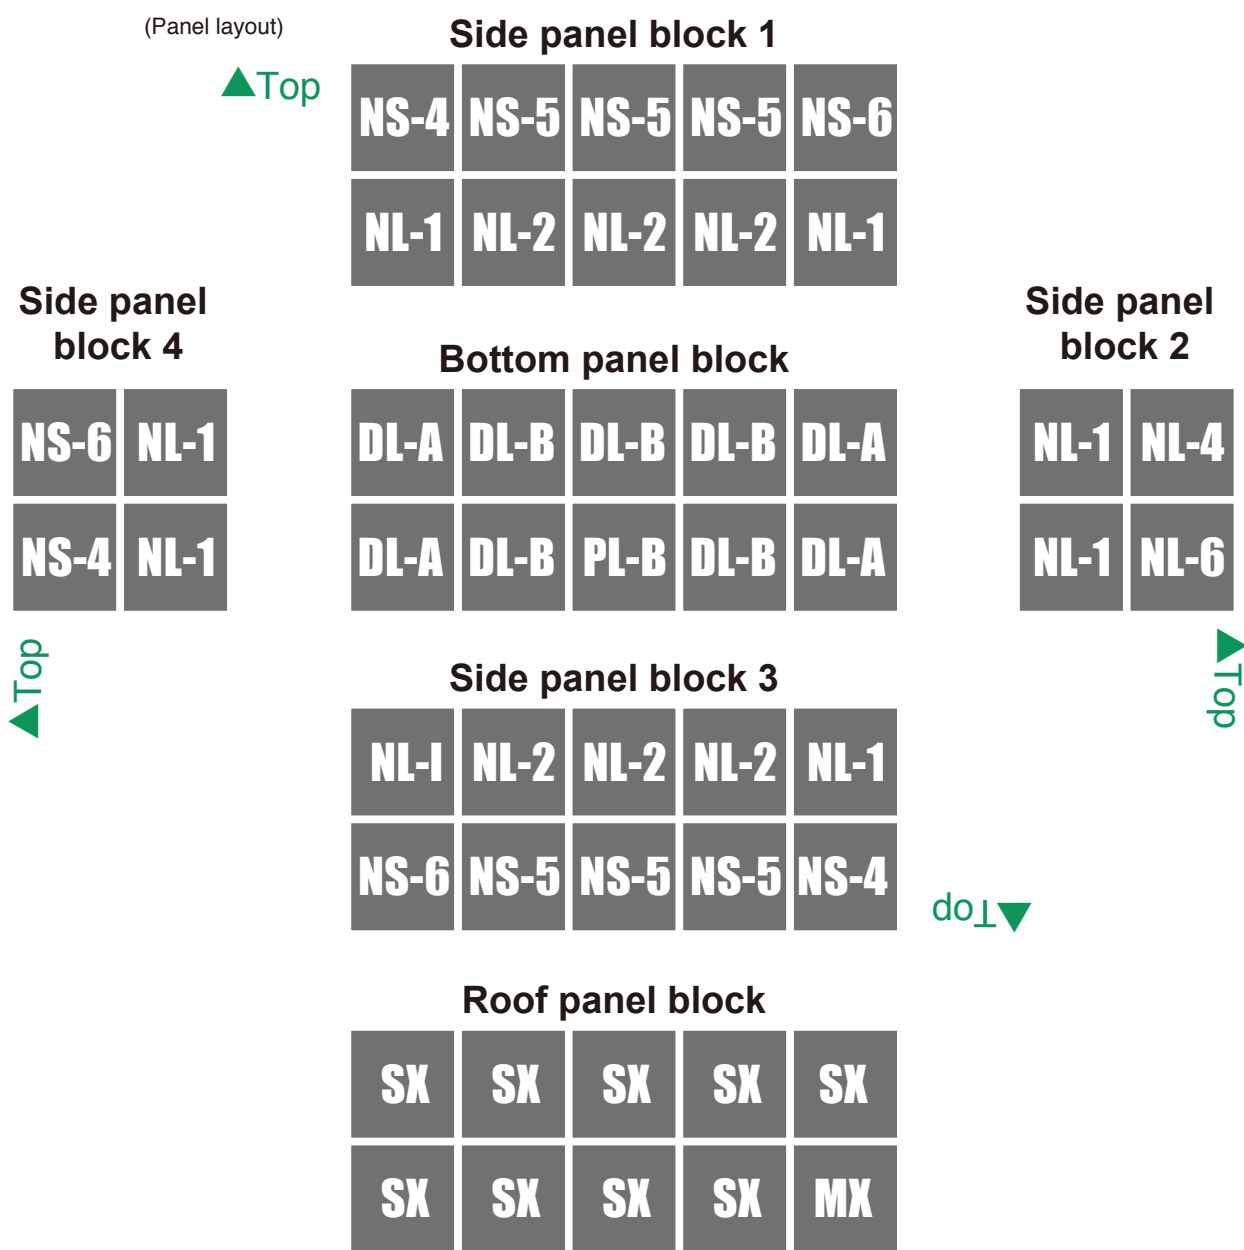 (Panel layout)
Side panel block 1
▲Top
NS-4 NS-5 NS-5 NS-5 NS-6
NL-1 NL-2 NL-2 NL-2 NL-1
Side panel
block 4
NS-6 NL-1
NS-4 NL-1
▲Top
Bottom panel block
DL-A DL-B DL-B DL-B DL-A
DL-A DL-B PL-B DL-B DL-A
Side panel
block 2
NL-1 NL-4
NL-1 NL-6
▲Top
Side panel block 3
NL-I NL-2 NL-2 NL-2 NL-1
NS-6 NS-5 NS-5 NS-5 NS-4
▲Top
Roof panel block
SX SX SX SX SX
SX SX SX SX MX